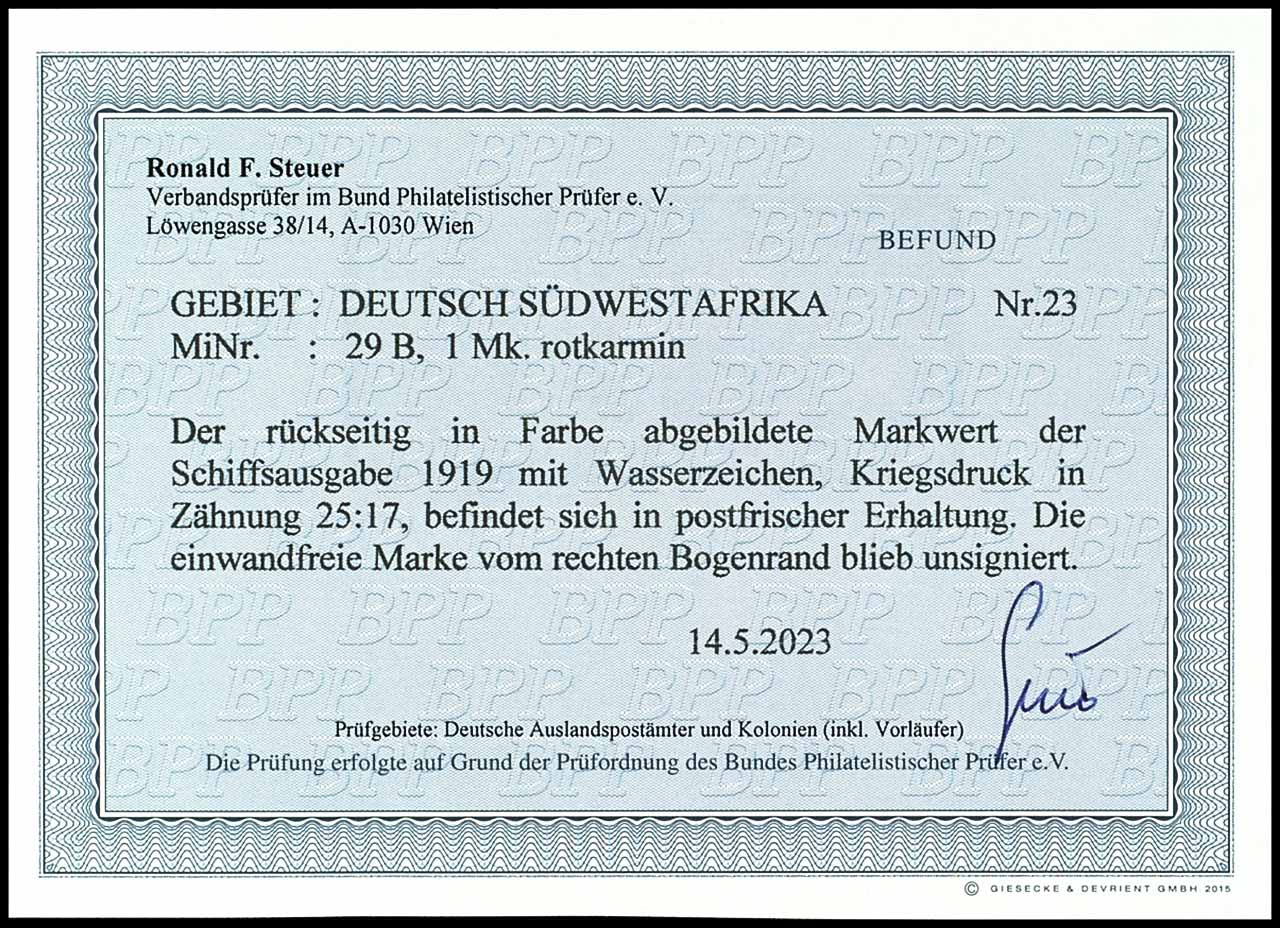 Ronald F. Steuer
Verbandsprüfer im Bund Philatelistischer Prüfer e. V.
Löwengasse 38/14, A-1030 Wien
BEFUND
GEBIET : DEUTSCH SÜDWESTAFRIKA Nr.23
MiNr. : 29 B, 1 Mk. rotkarmin
Der rückseitig in Farbe abgebildete Markwert der
Schiffsausgabe 1919 mit Wasserzeichen, Kriegsdruck in
Zähnung 25:17, befindet sich in postfrischer Erhaltung. Die
einwandfreie Marke vom rechten Bogenrand blieb unsigniert.
14.5.2023
Prüfgebiete: Deutsche Auslandspostämter und Kolonien (inkl. Vorläufer)
Die Prüfung erfolgte auf Grund der Prüfordnung des Bundes Philatelistischer Prüfer e.V.
© GIESECKE & DEVRIENT GMBH 2015